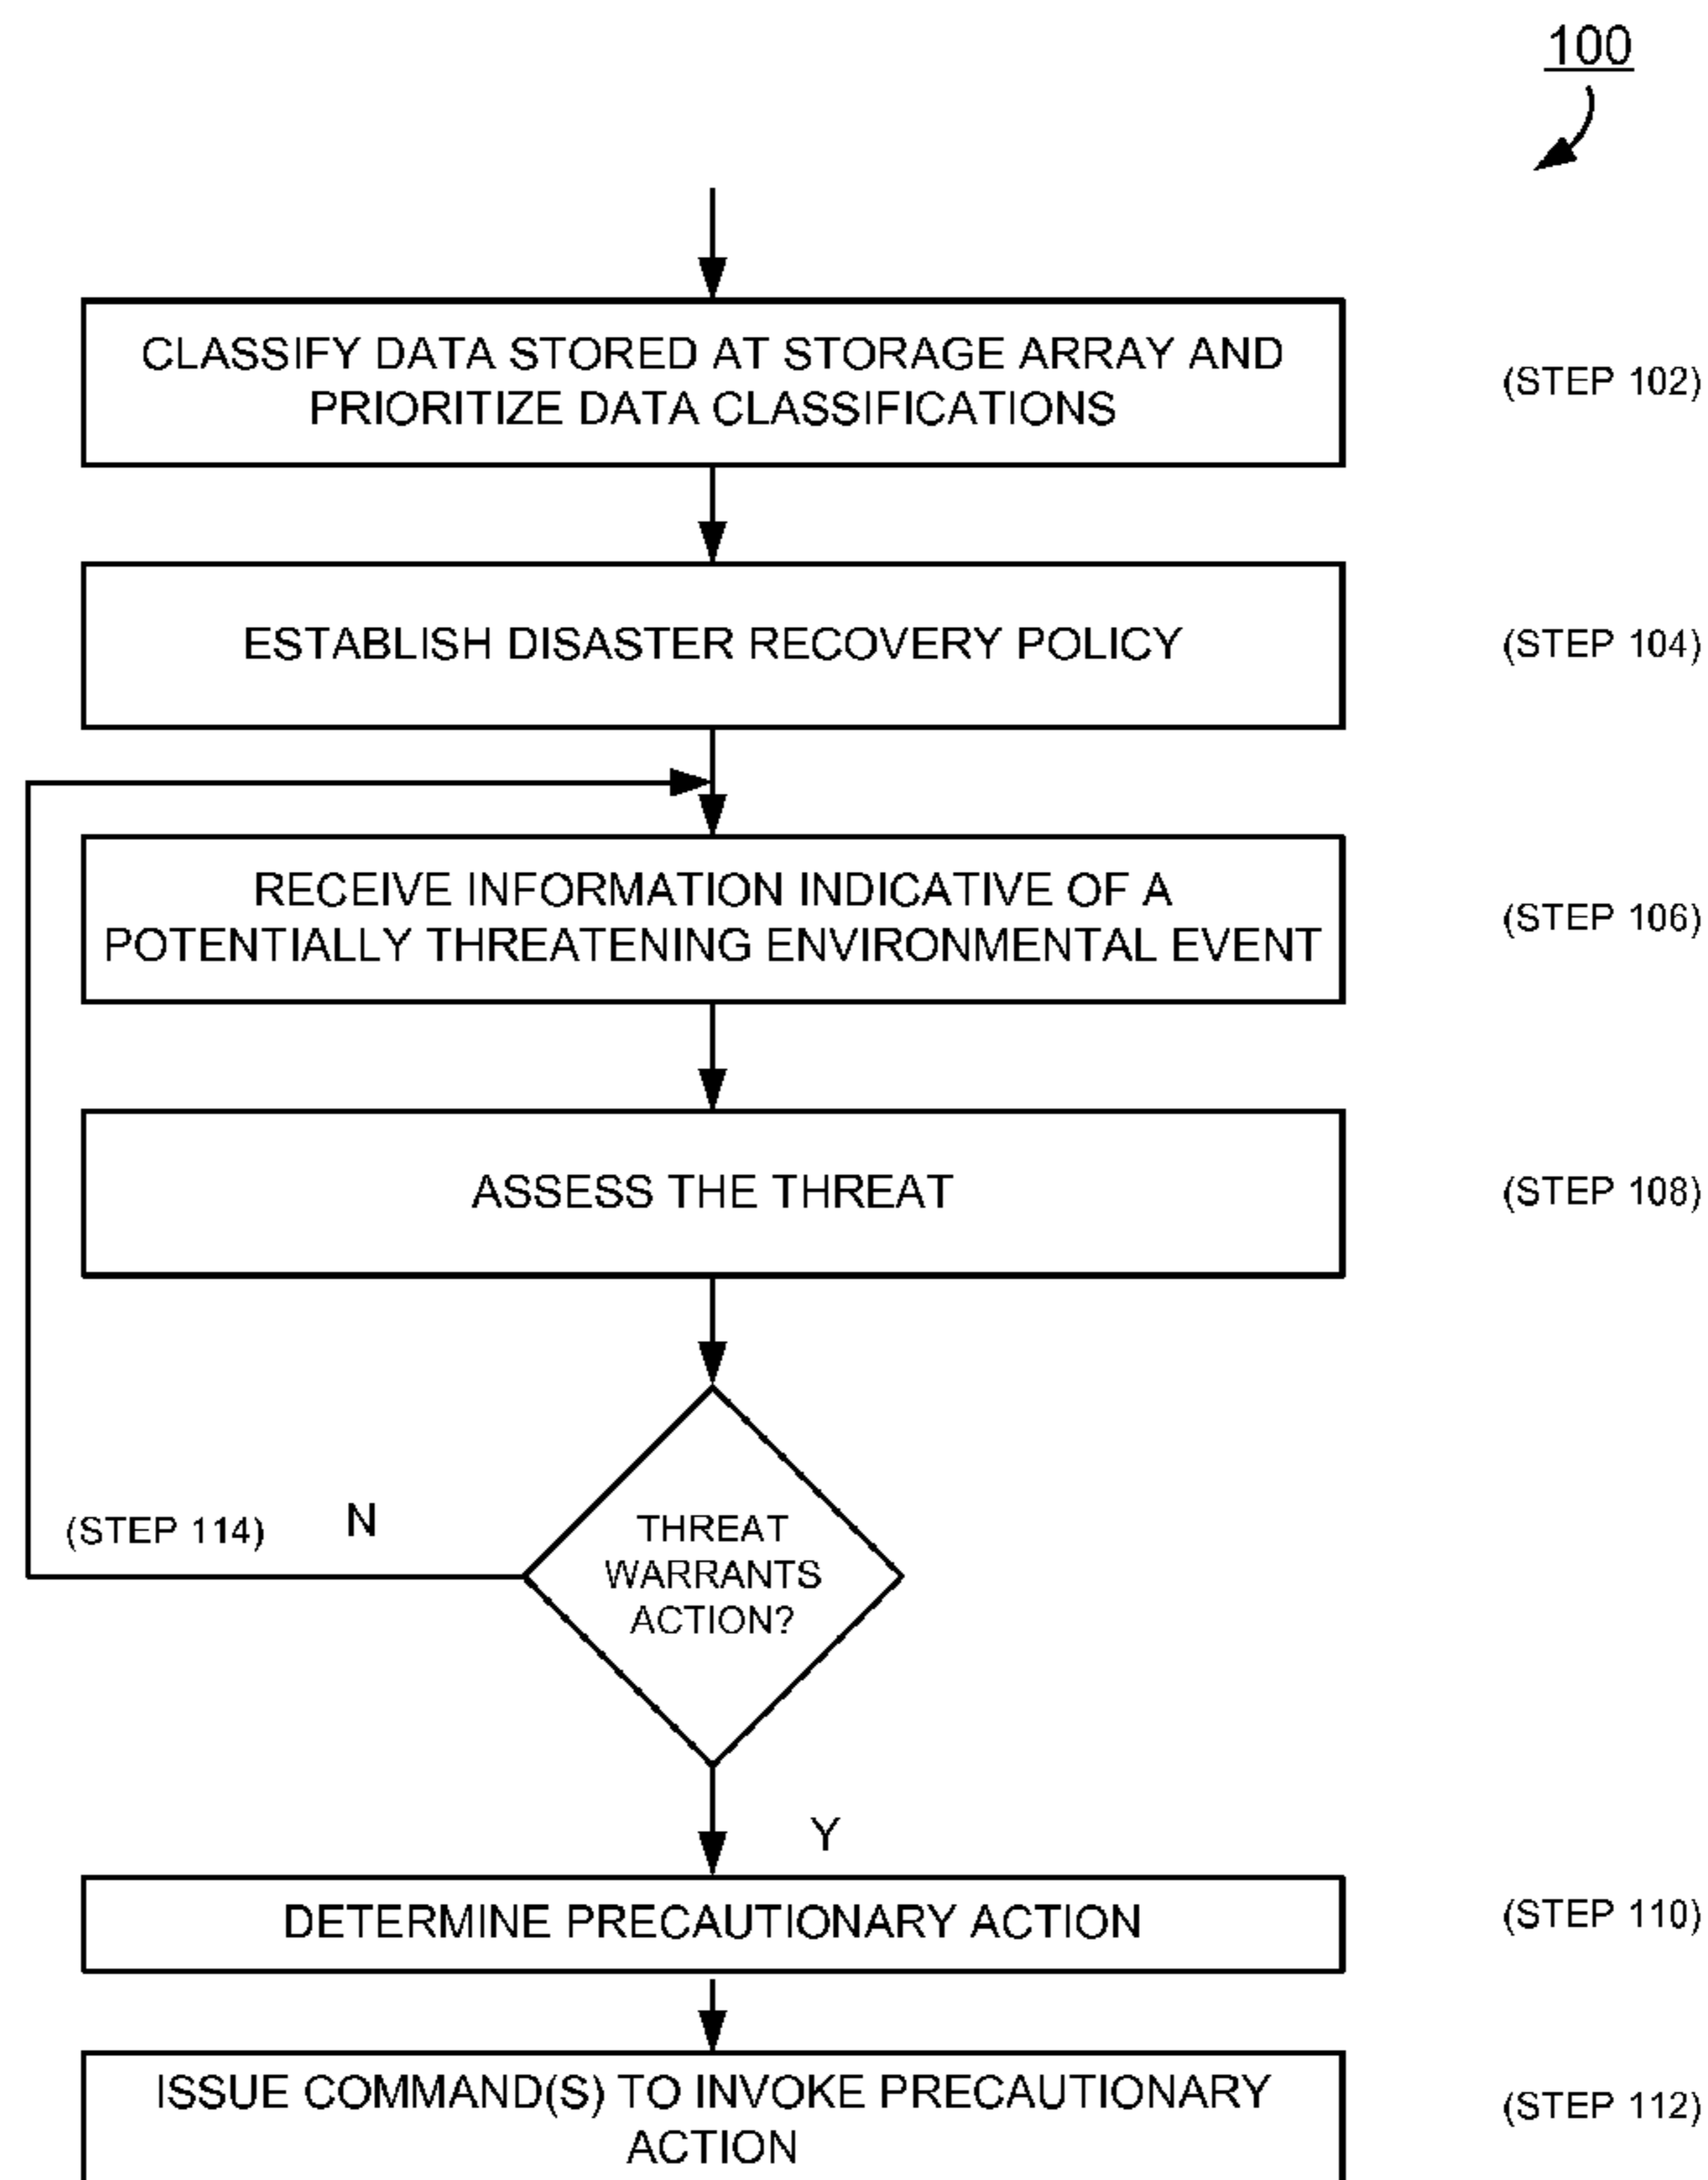 100
CLASSIFY DATA STORED AT STORAGE ARRAY AND
PRIORITIZE DATA CLASSIFICATIONS
(STEP 102)
ESTABLISH DISASTER RECOVERY POLICY
(STEP 104)
RECEIVE INFORMATION INDICATIVE OF A
POTENTIALLY THREATENING ENVIRONMENTAL EVENT
(STEP 106)
ASSESS THE THREAT
(STEP 108)
(STEP 114)
N
THREAT
WARRANTS
ACTION?
Y
DETERMINE PRECAUTIONARY ACTION
(STEP 110)
ISSUE COMMAND(S) TO INVOKE PRECAUTIONARY
ACTION
(STEP 112)